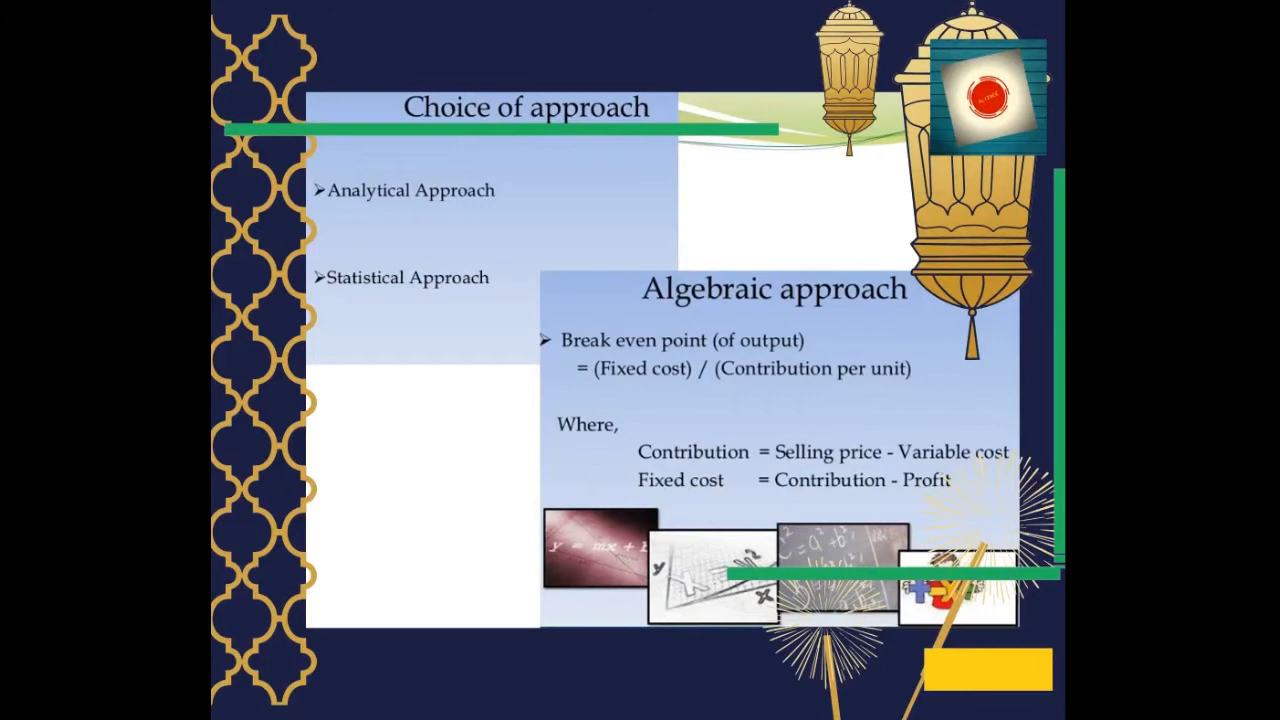 Choice of approach
➢Analytical Approach
➢Statistical Approach
Algebraic approach
➢ Break even point (of output)
= (Fixed cost) / (Contribution per unit)
Where,
Contribution = Selling price - Variable cost
Fixed cost = Contribution - Profit